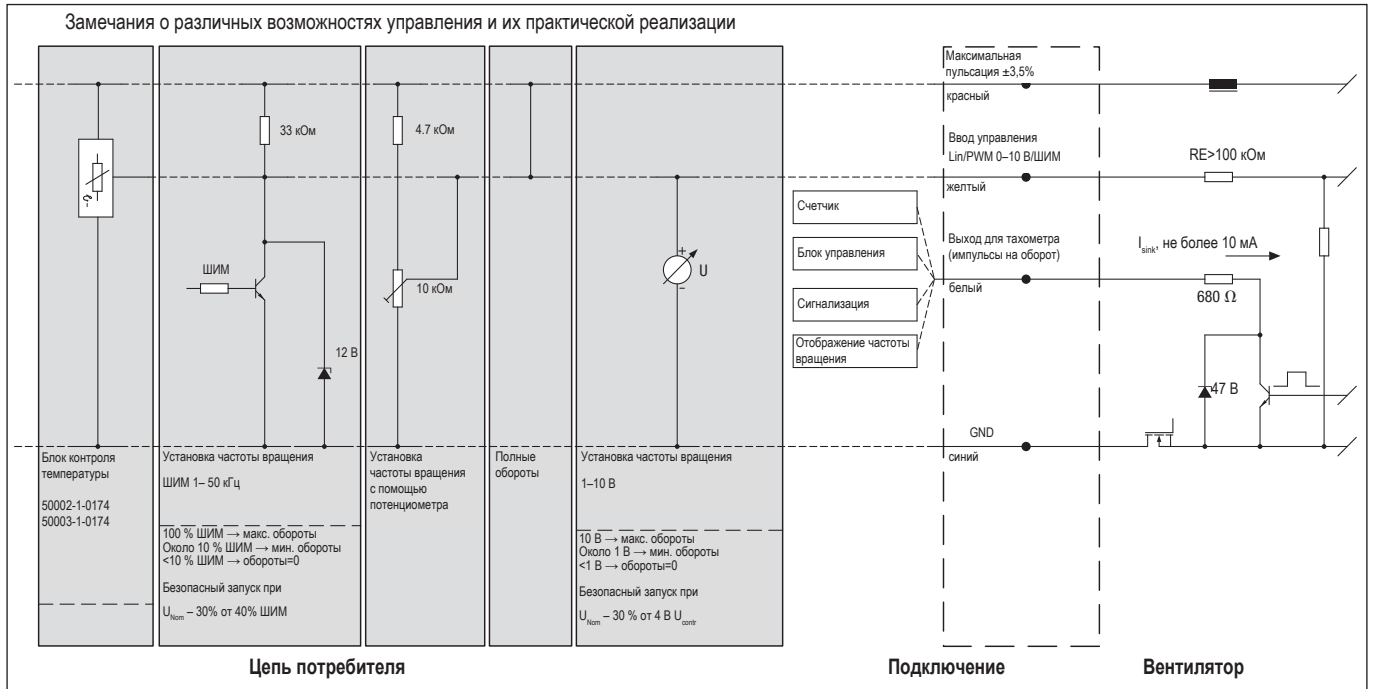 Замечания о различных возможностях управления и их практической реализации
33 кОм
ШИМ
12 В
4.7 кОм
10 кОм
+
U
–
Максимальная
пульсация ±3,5%
красный
Ввод управления
Lin/PWM 0–10 В/ШИМ
желтый
RE>100 кОм
Счетчик
Блок управления
Сигнализация
Отображение частоты
вращения
Выход для тахометра
(импульсы на оборот)
белый
Isink, не более 10 мА
680 Ω
47 В
GND
синий
Блок контроля
температуры
50002-1-0174
50003-1-0174
Установка частоты вращения
ШИМ 1– 50 кГц
100 % ШИМ → макс. обороты
Около 10 % ШИМ → мин. обороты
<10 % ШИМ → обороты=0
Безопасный запуск при
UNom – 30% от 40% ШИМ
Установка
частоты вращения
с помощью
потенциометра
Полные
обороты
Установка частоты вращения
1–10 В
10 В → макс. обороты
Около 1 В → мин. обороты
<1 В → обороты=0
Безопасный запуск при
UNom – 30 % от 4 В Ucontr
Цепь потребителя
Подключение
Вентилятор